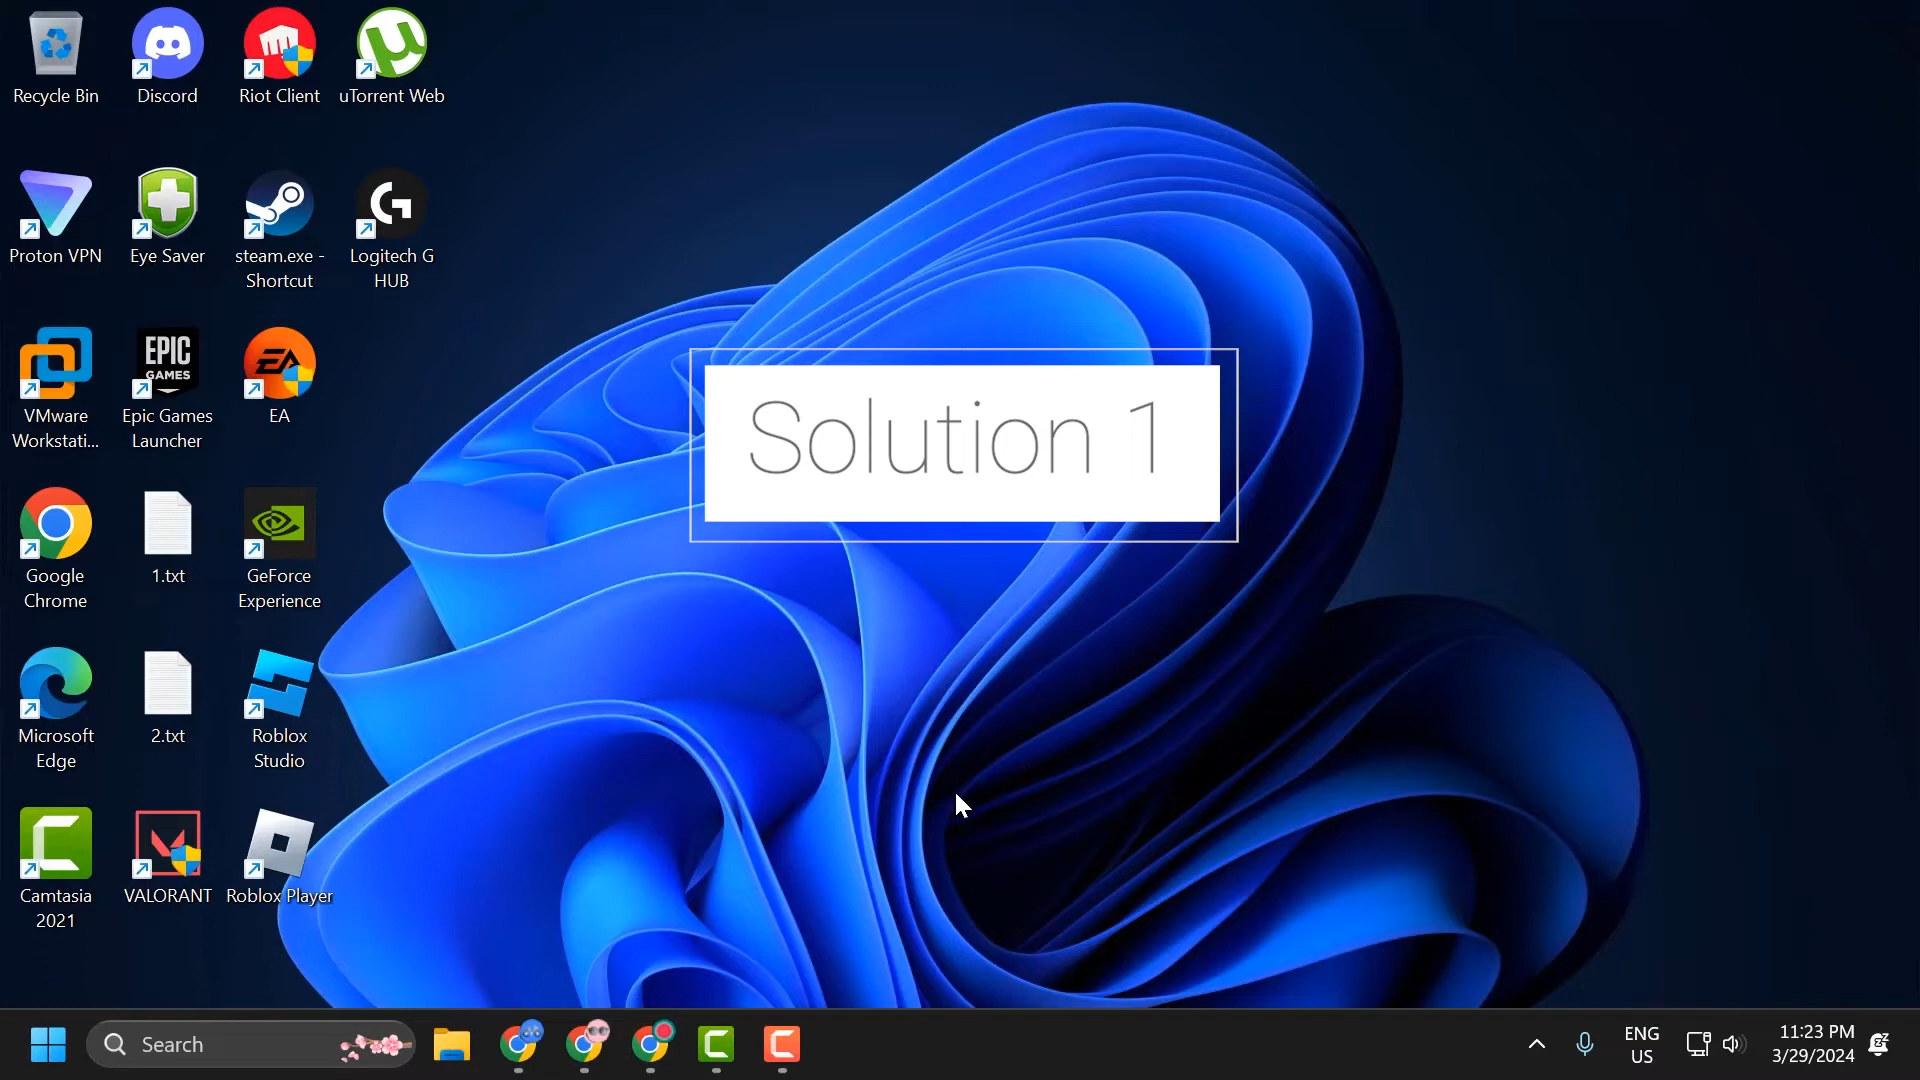 Recycle Bin
Discord
Riot Client
uTorrent Web
Proton VPN
Eye Saver
steam.exe -
Shortcut
Logitech G
HUB
VMware
Workstati...
EPIC
GAMES
Epic Games
Launcher
EA
EA
Solution 1
Google
Chrome
1.txt
GeForce
Experience
Microsoft
Edge
2.txt
Roblox
Studio
Camtasia
2021
VALORANT
Roblox Player
Search
ENG
US
11:23 PM
3/29/2024